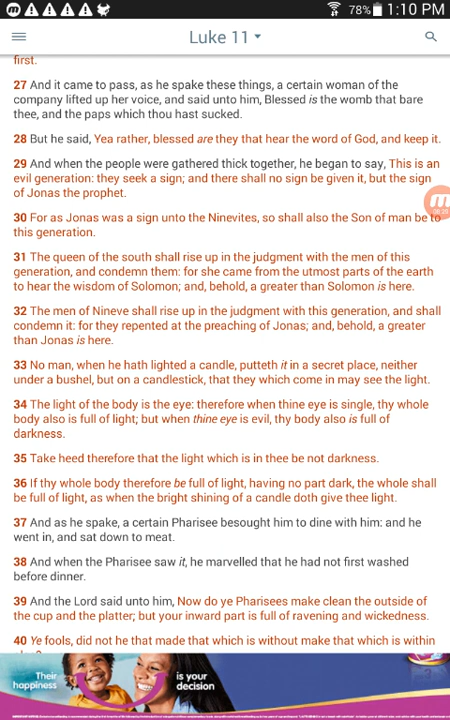 78% 1:10 PM
Luke 11
first.
27 And it came to pass, as he spake these things, a certain woman of the
company lifted up her voice, and said unto him, Blessed is the womb that bare
thee, and the paps which thou hast sucked.
28 But he said, Yea rather, blessed are they that hear the word of God, and keep it.
29 And when the people were gathered thick together, he began to say, This is an
evil generation: they seek a sign; and there shall no sign be given it, but the sign
of Jonas the prophet.
30 For as Jonas was a sign unto the Ninevites, so shall also the Son of man be to
this generation.
31 The queen of the south shall rise up in the judgment with the men of this
generation, and condemn them: for she came from the utmost parts of the earth
to hear the wisdom of Solomon; and, behold, a greater than Solomon is here.
32 The men of Nineve shall rise up in the judgment with this generation, and shall
condemn it: for they repented at the preaching of Jonas; and, behold, a greater
than Jonas is here.
33 No man, when he hath lighted a candle, putteth it in a secret place, neither
under a bushel, but on a candlestick, that they which come in may see the light.
34 The light of the body is the eye: therefore when thine eye is single, thy whole
body also is full of light; but when thine eye is evil, thy body also is full of
darkness.
35 Take heed therefore that the light which is in thee be not darkness.
36 If thy whole body therefore be full of light, having no part dark, the whole shall
be full of light, as when the bright shining of a candle doth give thee light.
37 And as he spake, a certain Pharisee besought him to dine with him: and he
went in, and sat down to meat.
38 And when the Pharisee saw it, he marvelled that he had not first washed
before dinner.
39 And the Lord said unto him, Now do ye Pharisees make clean the outside of
the cup and the platter; but your inward part is full of ravening and wickedness.
40 Ye fools, did not he that made that which is without make that which is within
Their
happiness
is your
decision